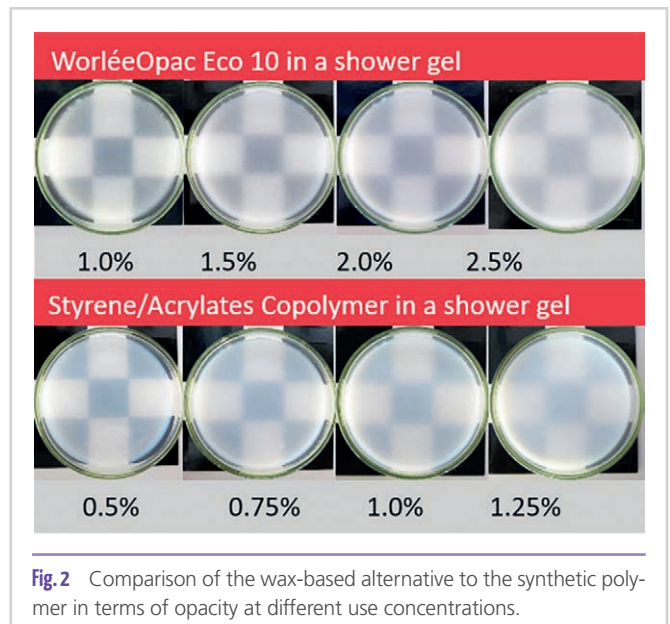 WorléeOpac Eco 10 in a shower gel
1.0% 1.5% 2.0% 2.5%
Styrene/Acrylates Copolymer in a shower gel
0.5% 0.75% 1.0% 1.25%
Fig. 2 Comparison of the wax-based alternative to the synthetic poly-
mer in terms of opacity at different use concentrations.